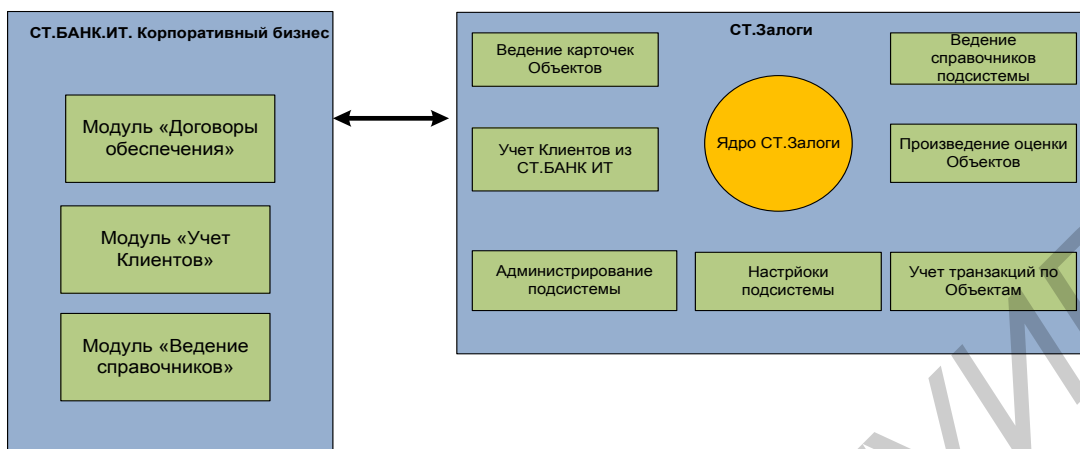 СТ.БАНК.ИТ. Корпоративный бизнес
Модуль «Договоры
обеспечения»
Модуль «Учет
Клиентов»
Модуль «Ведение
справочников»
СТ.Залоги
Ведение карточек
Объектов
Ведение
справочников
подсистемы
Учет Клиентов из
СТ.БАНК ИТ
Ядро СТ.Залоги
Произведение оценки
Объектов
Администрирование
подсистемы
Настрйоки
подсистемы
Учет транзакций по
Объектам